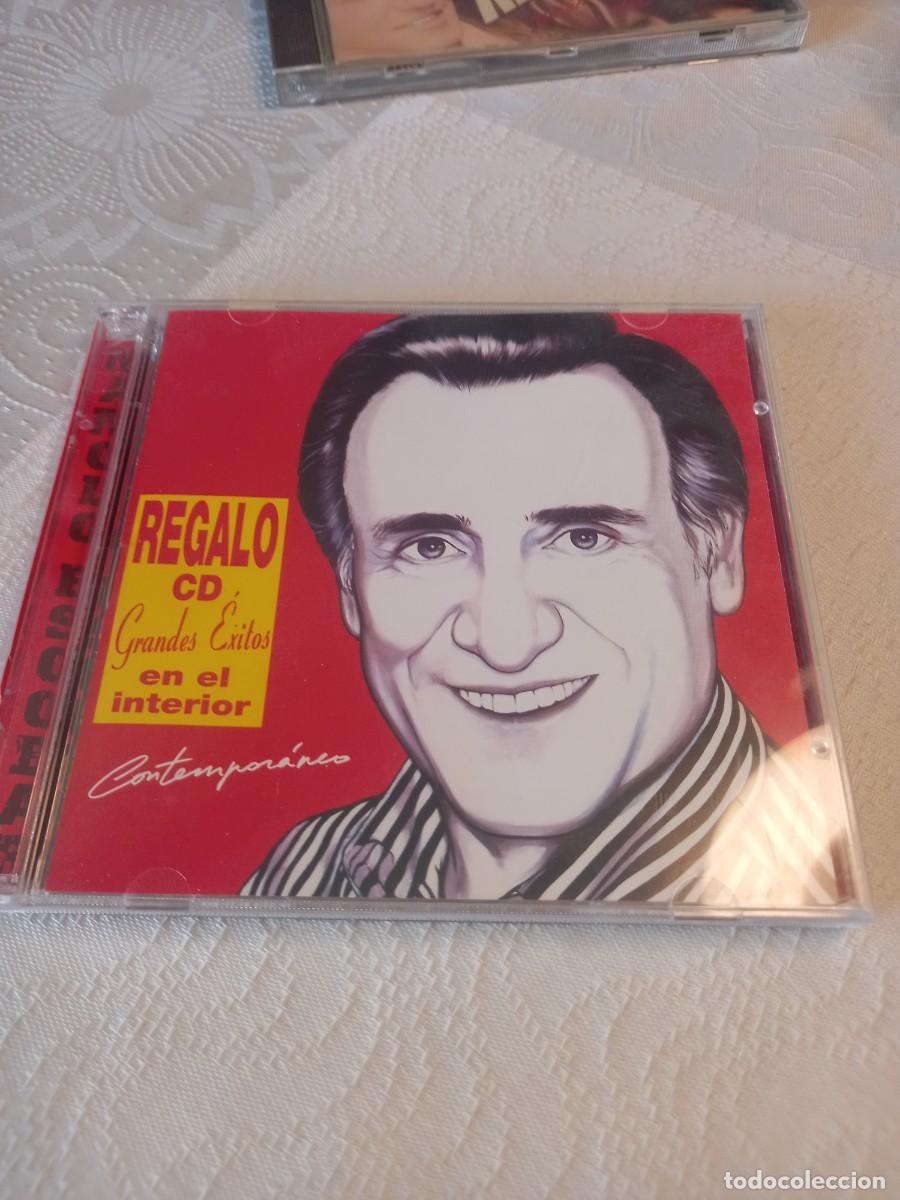 REGALO
CD
Grandes Éxitos
en el
interior
Contemporáneo
todocoleccion